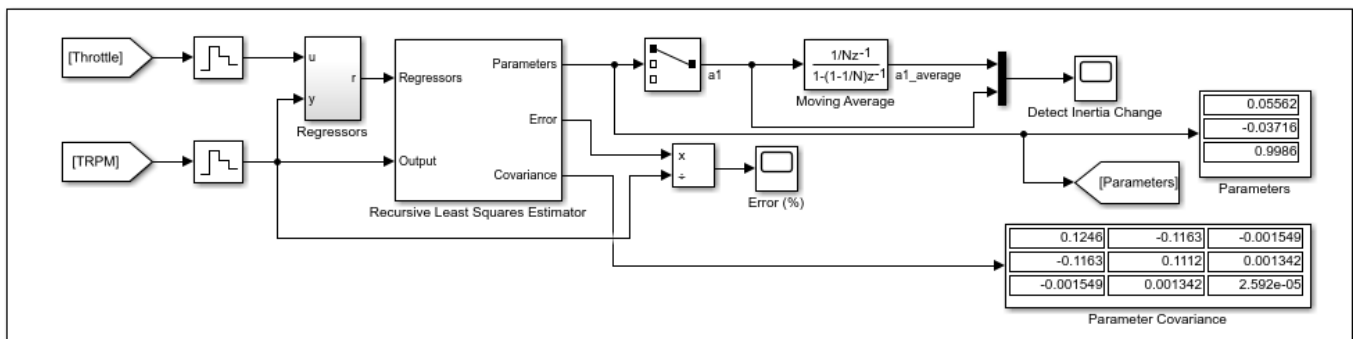 [Throttle]
u
y
r
Regressors
[TRPM]
Regressors
Output
Parameters
Error
Covariance
Recursive Least Squares Estimator
a1
1/Nz-1
1-(1-1/N)z-1
Moving Average
a1_average
Detect Inertia Change
x
÷
Error (%)
[Parameters]
0.05562
-0.03716
0.9986
Parameters
0.1246 -0.1163 -0.001549
-0.1163 0.1112 0.001342
-0.001549 0.001342 2.592e-05
Parameter Covariance